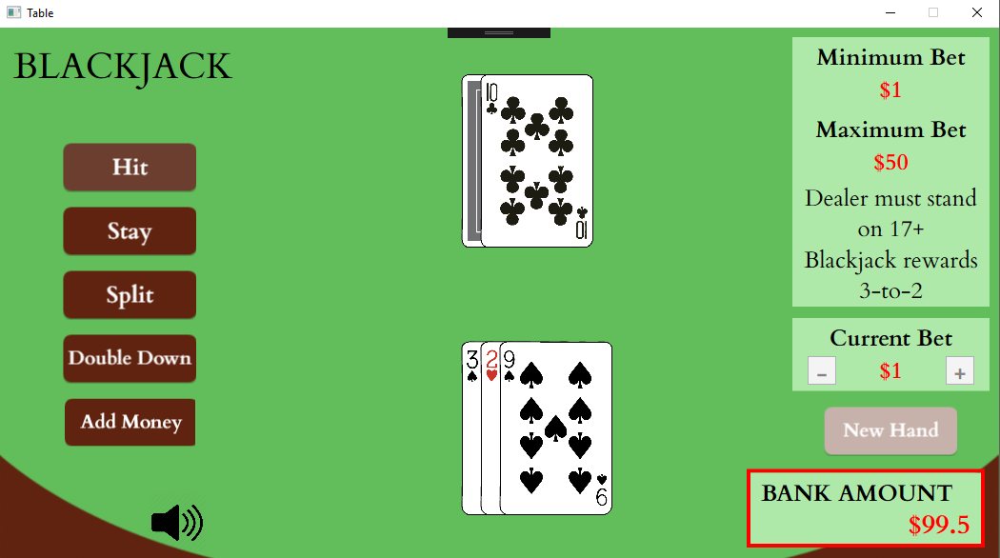 Table
BLACKJACK
Hit
Stay
Split
Double Down
Add Money
10
10
3
2
9
9
Minimum Bet
$1
Maximum Bet
$50
Dealer must stand
on 17+
Blackjack rewards
3-to-2
Current Bet
- $1 +
New Hand
BANK AMOUNT
$99.5